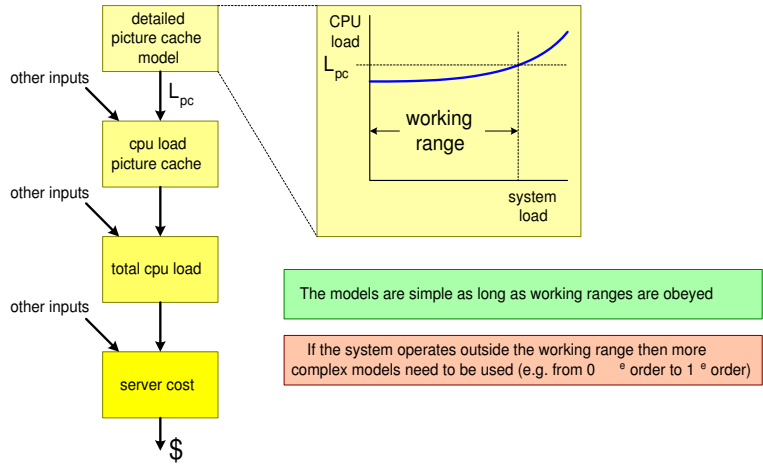 detailed
picture cache
model
other inputs
L_pc
cpu load
picture cache
other inputs
total cpu load
other inputs
server cost
$
CPU
load
L_pc
working
range
system
load
The models are simple as long as working ranges are obeyed
If the system operates outside the working range then more
complex models need to be used (e.g. from 0 e order to 1 e order)